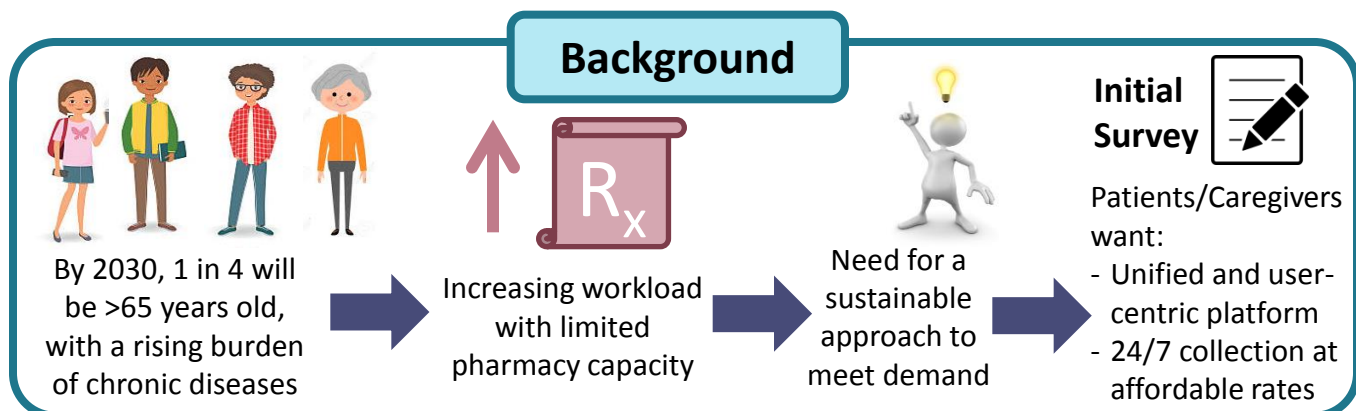 Background
By 2030, 1 in 4 will
be >65 years old,
with a rising burden
of chronic diseases
Rx
Increasing workload
with limited
pharmacy capacity
Need for a
sustainable
approach to
meet demand
Initial
Survey
Patients/Caregivers
want:
- Unified and user-
centric platform
- 24/7 collection at
affordable rates